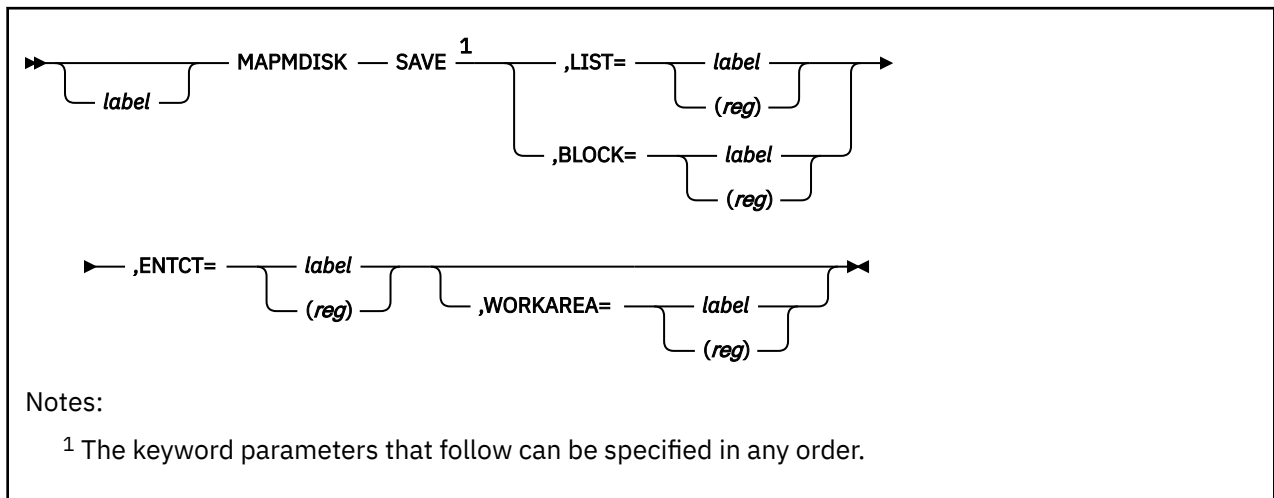 MAPMDISK SAVE 1 ,LIST= label
label (reg)
,BLOCK= label
(reg)
,ENTCT= label
(reg) ,WORKAREA= label
(reg)
Notes:
1 The keyword parameters that follow can be specified in any order.